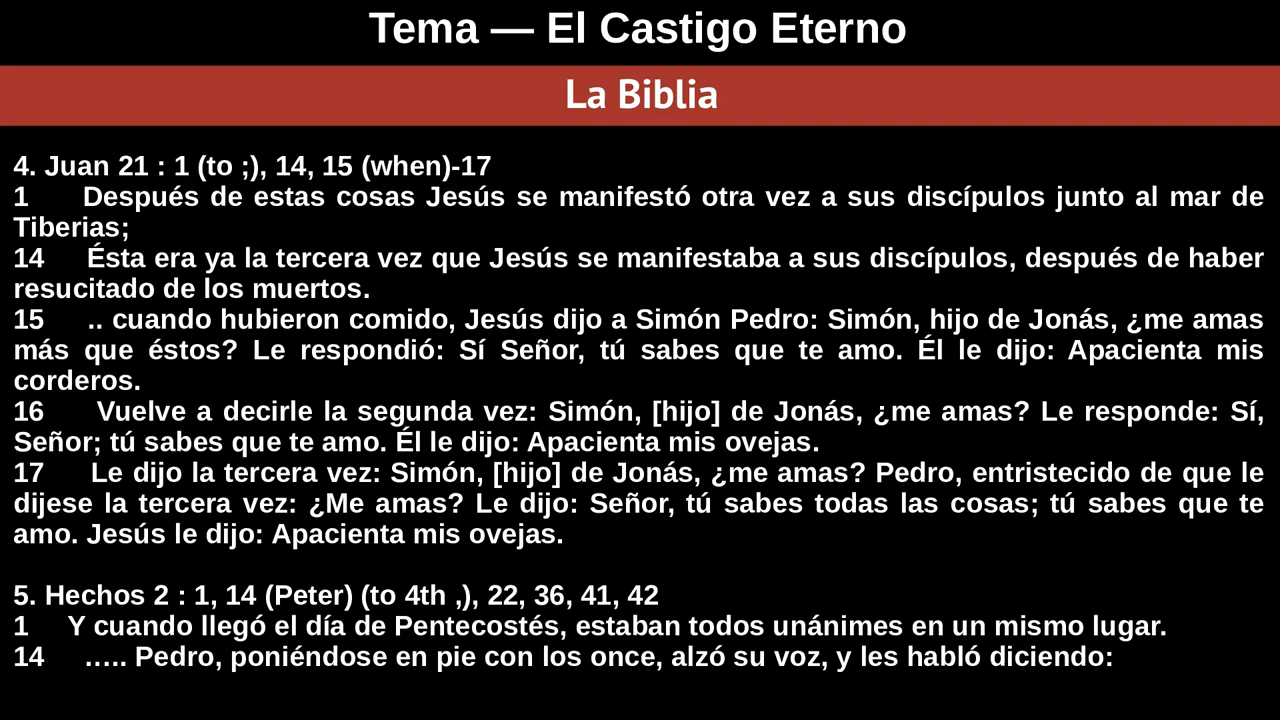 Tema — El Castigo Eterno
La Biblia
4. Juan 21 : 1 (to ;), 14, 15 (when)-17
1 Después de estas cosas Jesús se manifestó otra vez a sus discípulos junto al mar de
Tiberias;
14 Ésta era ya la tercera vez que Jesús se manifestaba a sus discípulos, después de haber
resucitado de los muertos.
15 .. cuando hubieron comido, Jesús dijo a Simón Pedro: Simón, hijo de Jonás, ¿me amas
más que éstos? Le respondió: Sí Señor, tú sabes que te amo. Él le dijo: Apacienta mis
corderos.
16 Vuelve a decirle la segunda vez: Simón, [hijo] de Jonás, ¿me amas? Le responde: Sí,
Señor; tú sabes que te amo. Él le dijo: Apacienta mis ovejas.
17 Le dijo la tercera vez: Simón, [hijo] de Jonás, ¿me amas? Pedro, entristecido de que le
dijese la tercera vez: ¿Me amas? Le dijo: Señor, tú sabes todas las cosas; tú sabes que te
amo. Jesús le dijo: Apacienta mis ovejas.
5. Hechos 2 : 1, 14 (Peter) (to 4th ,), 22, 36, 41, 42
1 Y cuando llegó el día de Pentecostés, estaban todos unánimes en un mismo lugar.
14 ….. Pedro, poniéndose en pie con los once, alzó su voz, y les habló diciendo: